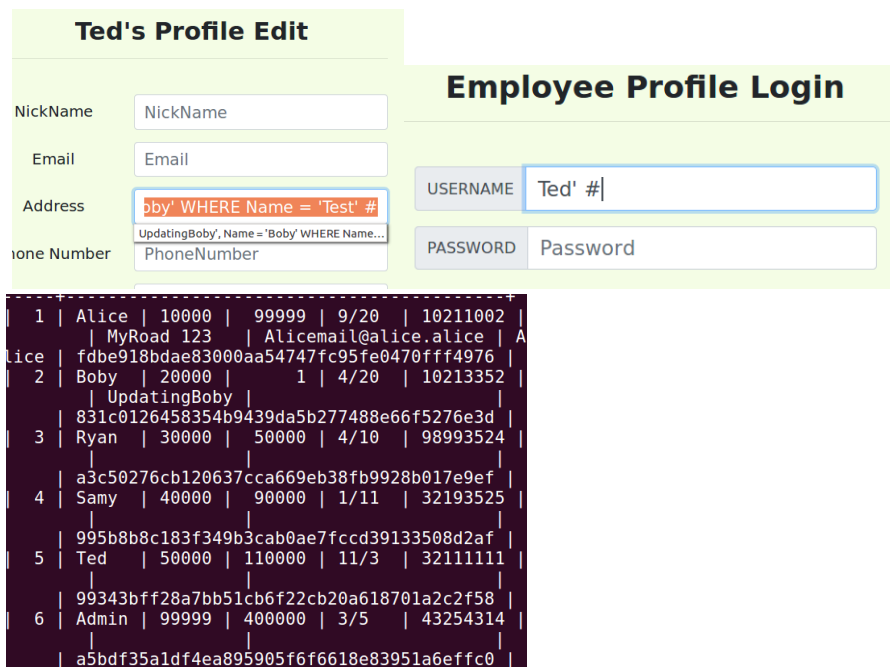 Ted's Profile Edit
NickName
NickName
Email
Email
Address
oby' WHERE Name = 'Test' #
UpdatingBoby', Name = 'Boby' WHERE Name...
hone Number
PhoneNumber
Employee Profile Login
USERNAME
Ted' #
PASSWORD
Password
-----+--------------------------------------------+
| 1 | Alice | 10000 | 99999 | 9/20 | 10211002 |
| MyRoad 123 | Alicemail@alice.alice | A
lice | fdbe918bdae83000aa54747fc95fe0470fff4976 |
| 2 | Boby | 20000 | 1 | 4/20 | 10213352 |
| UpdatingBoby | |
| 831c0126458354b9439da5b277488e66f5276e3d |
| 3 | Ryan | 30000 | 50000 | 4/10 | 98993524 |
| | |
| a3c50276cb120637cca669eb38fb9928b017e9ef |
| 4 | Samy | 40000 | 90000 | 1/11 | 32193525 |
| | |
| 995b8b8c183f349b3cab0ae7fccd39133508d2af |
| 5 | Ted | 50000 | 110000 | 11/3 | 32111111 |
| | |
| 99343bff28a7bb51cb6f22cb20a618701a2c2f58 |
| 6 | Admin | 99999 | 400000 | 3/5 | 43254314 |
| | |
| a5bdf35a1df4ea895905f6f6618e83951a6effc0 |